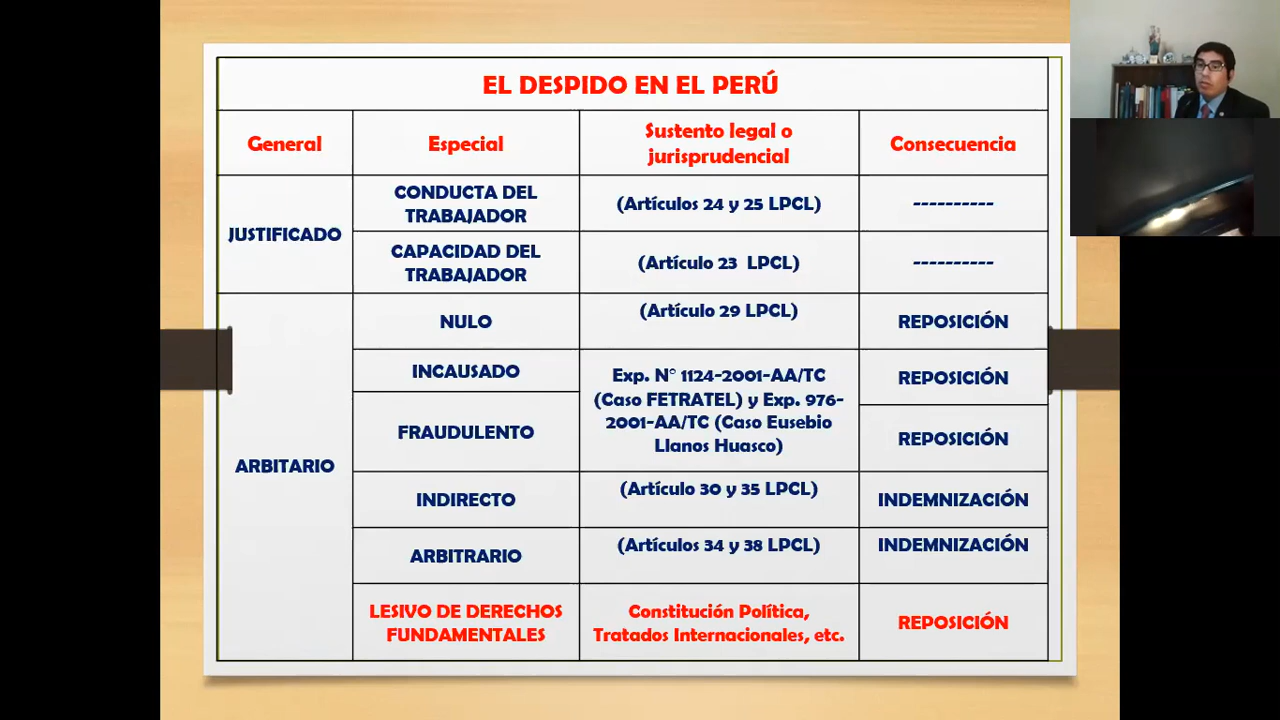 EL DESPIDO EN EL PERÚ
General
Especial
Sustento legal o
jurisprudencial
Consecuencia
JUSTIFICADO
CONDUCTA DEL
TRABAJADOR
(Artículos 24 y 25 LPCL)
----------
CAPACIDAD DEL
TRABAJADOR
(Artículo 23 LPCL)
----------
ARBITARIO
NULO
(Artículo 29 LPCL)
REPOSICIÓN
INCAUSADO
Exp. N° 1124-2001-AA/TC
(Caso FETRATEL) y Exp. 976-
2001-AA/TC (Caso Eusebio
Llanos Huasco)
REPOSICIÓN
FRAUDULENTO
REPOSICIÓN
INDIRECTO
(Artículo 30 y 35 LPCL)
INDEMNIZACIÓN
ARBITRARIO
(Artículos 34 y 38 LPCL)
INDEMNIZACIÓN
LESIVO DE DERECHOS
FUNDAMENTALES
Constitución Política,
Tratados Internacionales, etc.
REPOSICIÓN